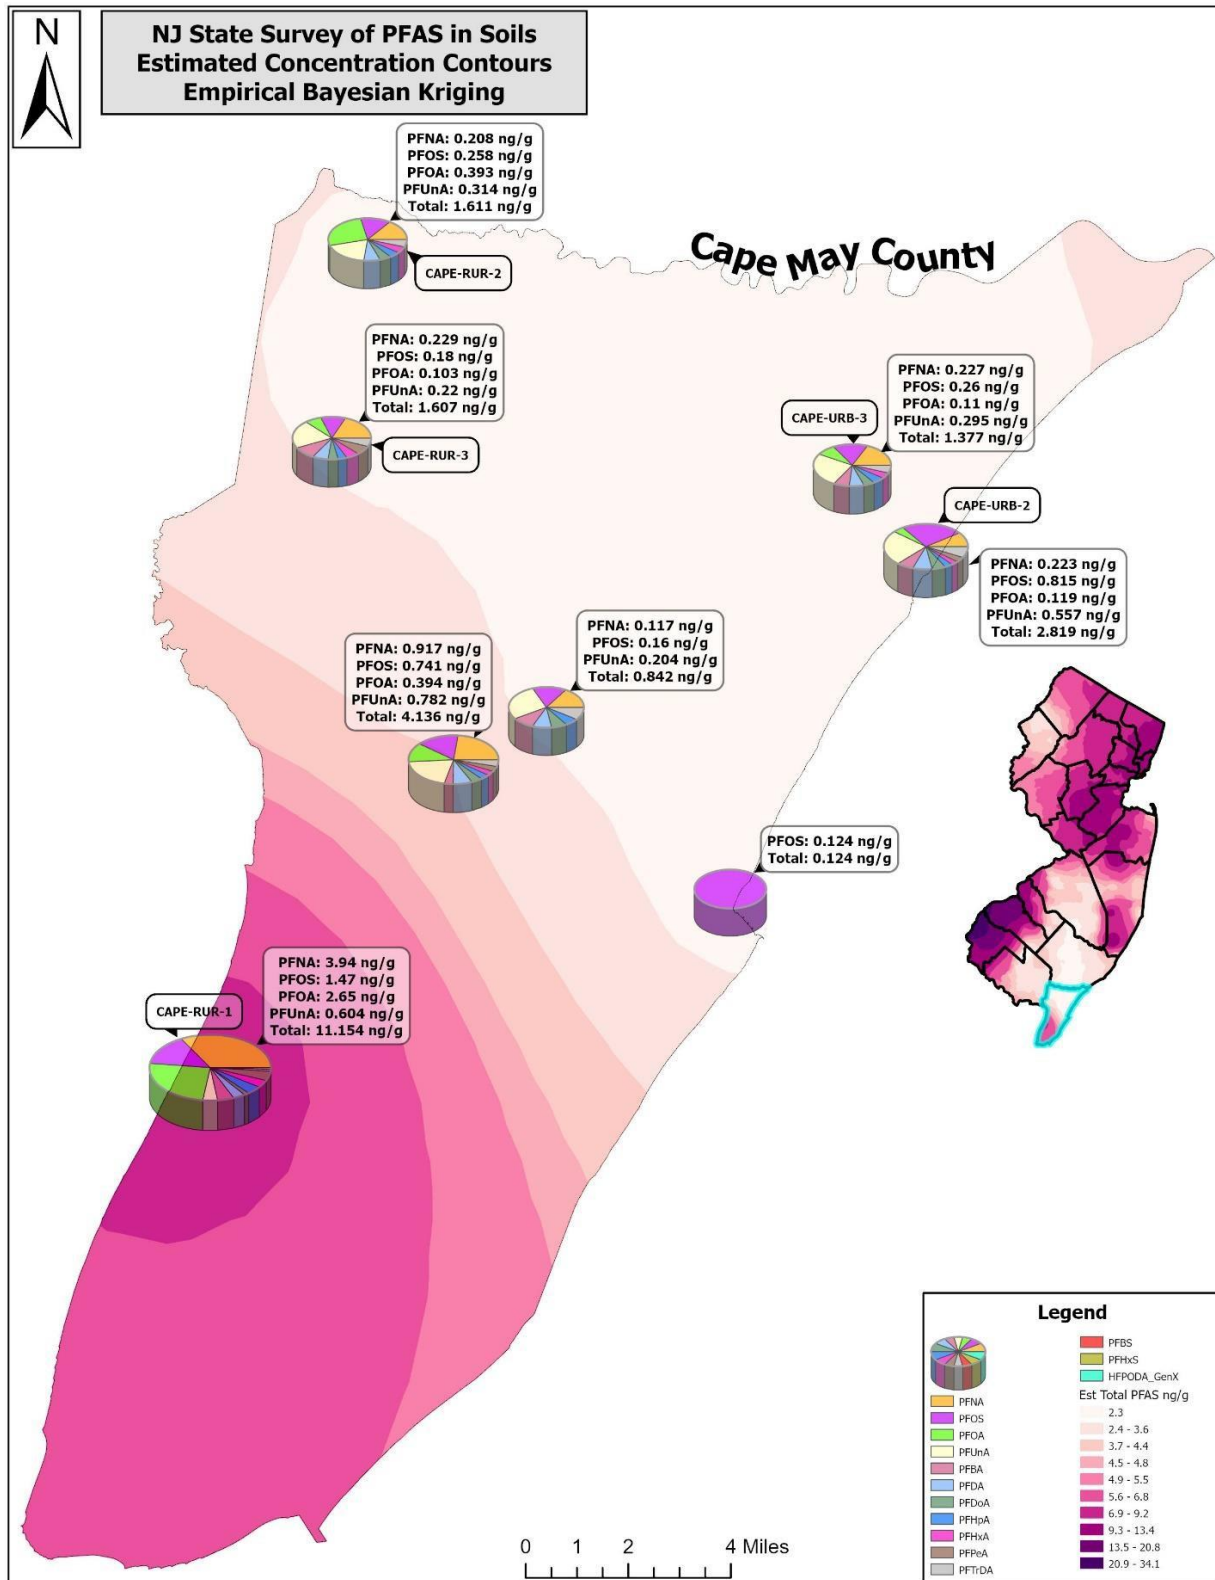 N
NJ State Survey of PFAS in Soils
Estimated Concentration Contours
Empirical Bayesian Kriging
PFNA: 0.208 ng/g
PFOS: 0.258 ng/g
PFOA: 0.393 ng/g
PFUnA: 0.314 ng/g
Total: 1.611 ng/g
CAPE-RUR-2
Cape May County
PFNA: 0.229 ng/g
PFOS: 0.18 ng/g
PFOA: 0.103 ng/g
PFUnA: 0.22 ng/g
Total: 1.607 ng/g
CAPE-RUR-3
PFNA: 0.227 ng/g
PFOS: 0.26 ng/g
PFOA: 0.11 ng/g
PFUnA: 0.295 ng/g
Total: 1.377 ng/g
CAPE-URB-3
CAPE-URB-2
PFNA: 0.223 ng/g
PFOS: 0.815 ng/g
PFOA: 0.119 ng/g
PFUnA: 0.557 ng/g
Total: 2.819 ng/g
PFNA: 0.117 ng/g
PFOS: 0.16 ng/g
PFUnA: 0.204 ng/g
Total: 0.842 ng/g
PFNA: 0.917 ng/g
PFOS: 0.741 ng/g
PFOA: 0.394 ng/g
PFUnA: 0.782 ng/g
Total: 4.136 ng/g
PFOS: 0.124 ng/g
Total: 0.124 ng/g
PFNA: 3.94 ng/g
PFOS: 1.47 ng/g
PFOA: 2.65 ng/g
PFUnA: 0.604 ng/g
Total: 11.154 ng/g
CAPE-RUR-1
0 1 2 4 Miles
Legend
PFNA
PFOS
PFOA
PFUnA
PFBA
PFDA
PFDoA
PFHpA
PFHxA
PFPeA
PFTrDA
PFBS
PFHxS
HFPODA_GenX
Est Total PFAS ng/g
2.3
2.4 - 3.6
3.7 - 4.4
4.5 - 4.8
4.9 - 5.5
5.6 - 6.8
6.9 - 9.2
9.3 - 13.4
13.5 - 20.8
20.9 - 34.1